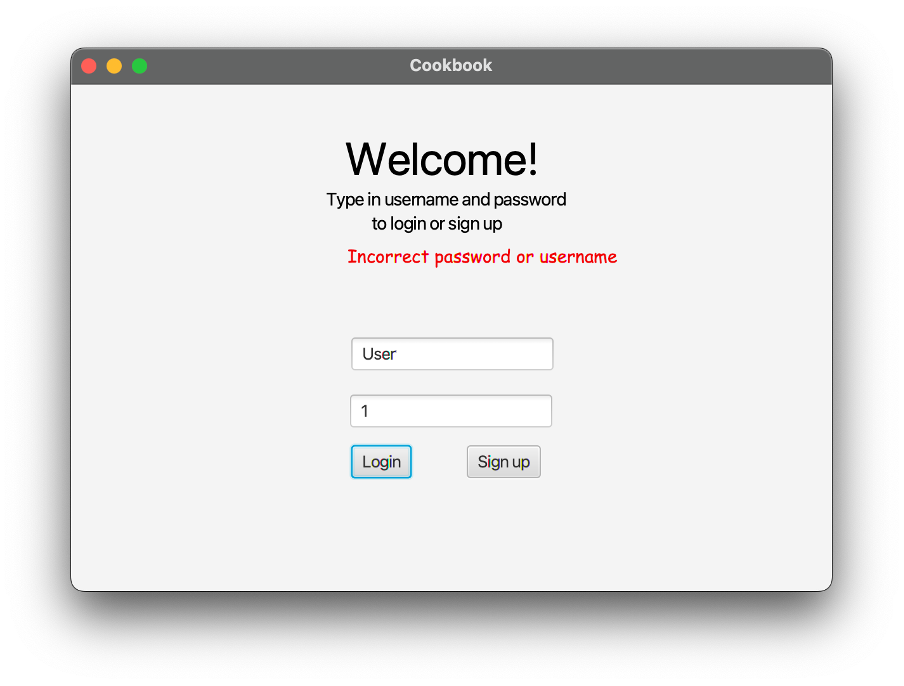 Cookbook
Welcome!
Type in username and password
to login or sign up
Incorrect password or username
User
1
Login
Sign up